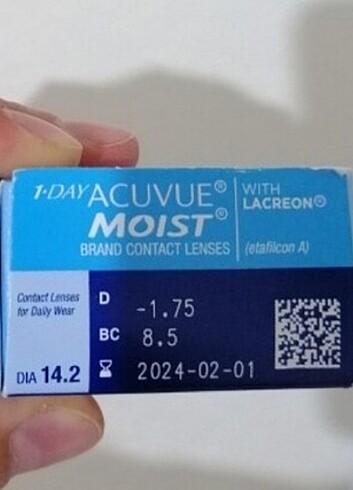 1·DAY ACUVUE®
MOIST®
BRAND CONTACT LENSES
WITH
LACREON®
(etafilcon A)
Contact Lenses
for Daily Wear
DIA 14.2
D -1.75
BC 8.5
2024-02-01